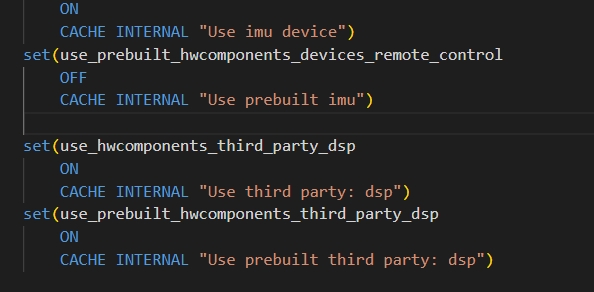 ON
CACHE INTERNAL "Use imu device")
set(use_prebuilt_hwcomponents_devices_remote_control
OFF
CACHE INTERNAL "Use prebuilt imu")
set(use_hwcomponents_third_party_dsp
ON
CACHE INTERNAL "Use third party: dsp")
set(use_prebuilt_hwcomponents_third_party_dsp
ON
CACHE INTERNAL "Use prebuilt third party: dsp")